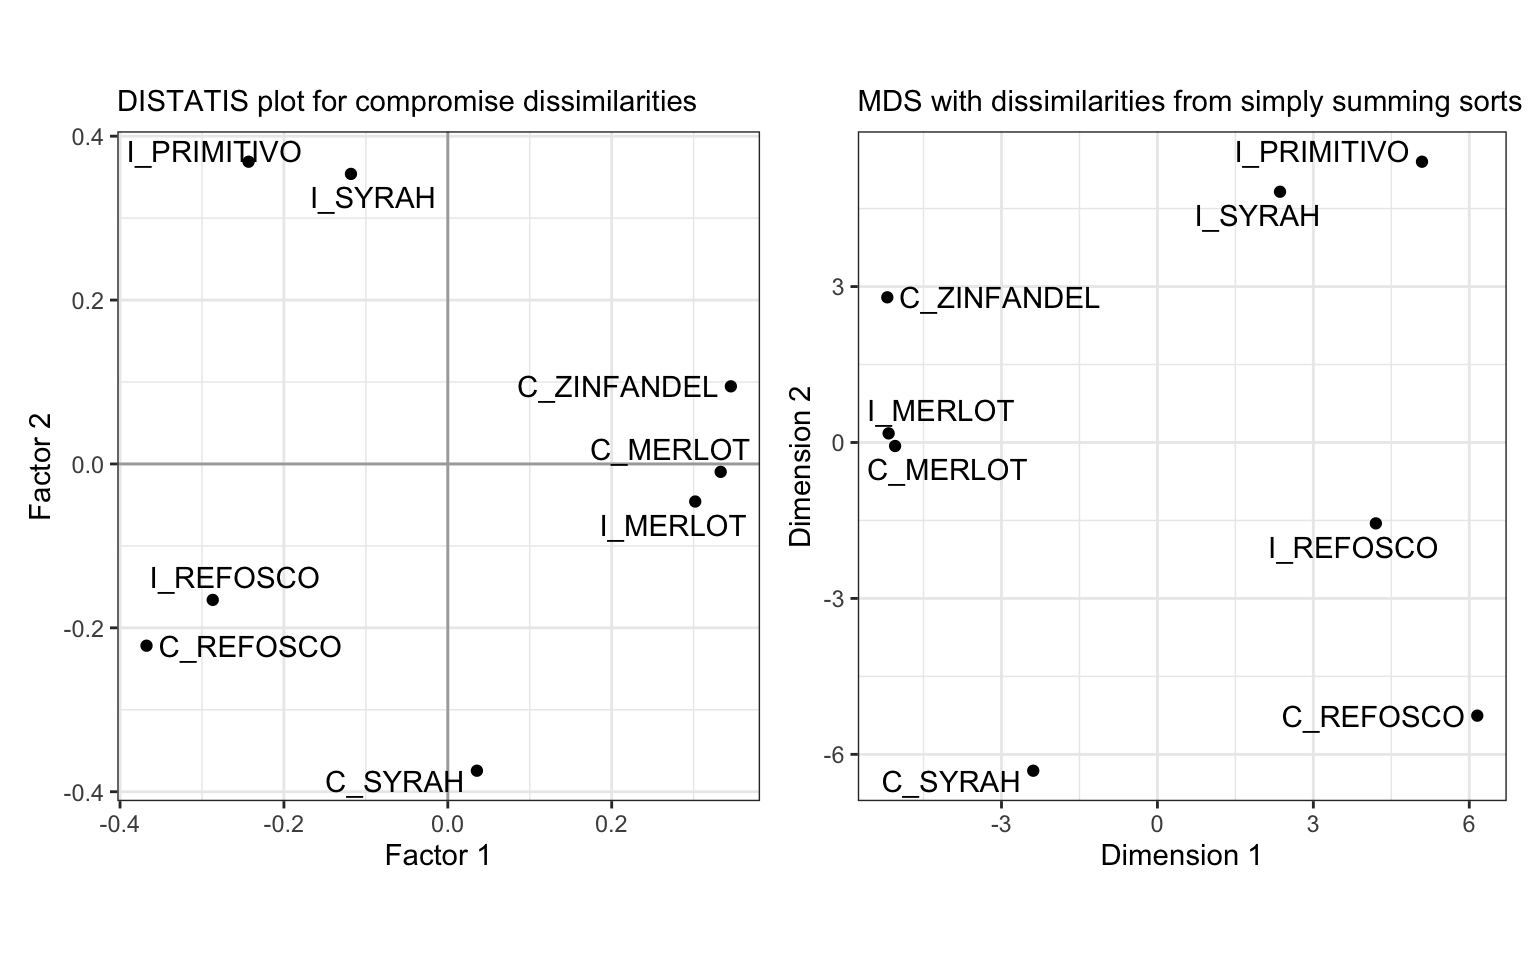 DISTATIS plot for compromise dissimilarities
0.4
0.2
0.0
-0.2
-0.4
Factor 2
I_PRIMITIVO
I_SYRAH
C_ZINFANDEL
C_MERLOT
I_MERLOT
I_REFOSCO
C_REFOSCO
C_SYRAH
-0.4 -0.2 0.0 0.2
Factor 1
MDS with dissimilarities from simply summing sorts
3
0
-3
-6
Dimension 2
I_PRIMITIVO
I_SYRAH
C_ZINFANDEL
I_MERLOT
C_MERLOT
I_REFOSCO
C_REFOSCO
C_SYRAH
-3 0 3 6
Dimension 1